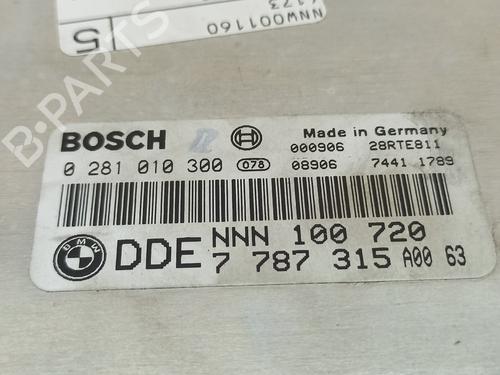 NNW001160
BOSCH
Made in Germany
000906 28RTE811
0 281 010 300 078 08906 7441 1789
BMW
DDE NNN 100 720
7 787 315 A00 63
B-PARTS